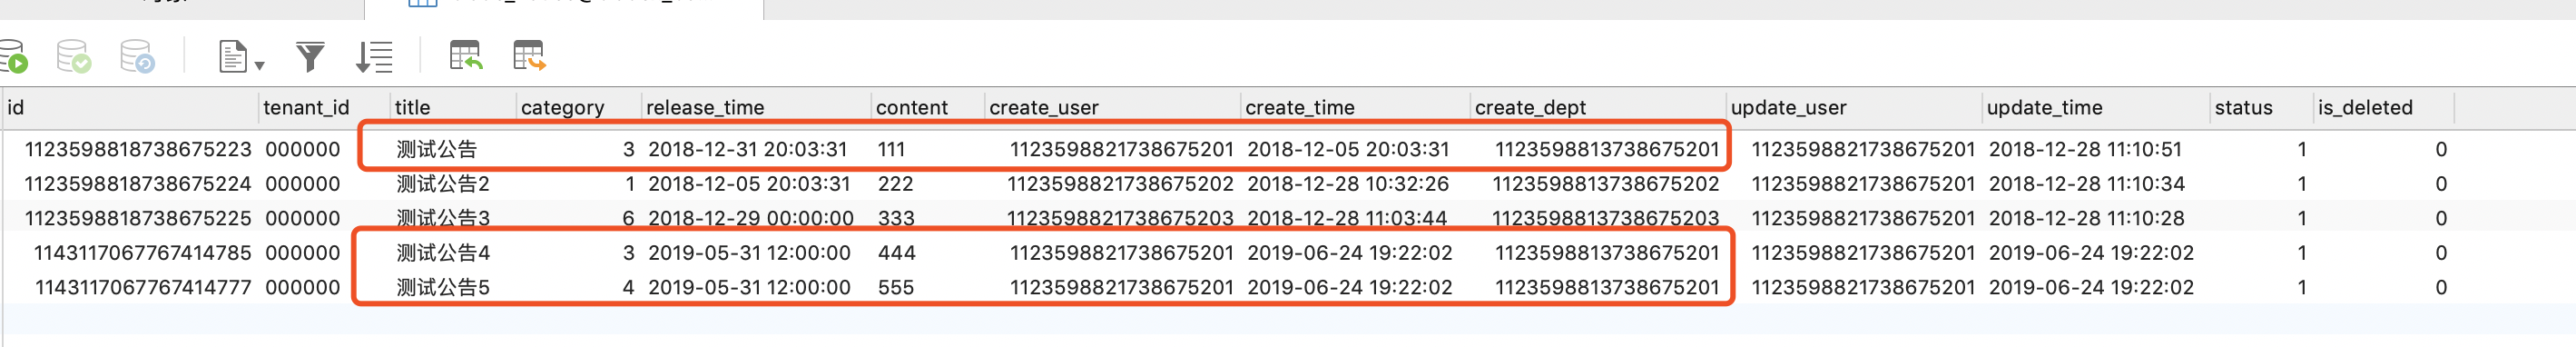 id tenant_id title category release_time content create_user create_time create_dept update_user update_time status is_deleted
1123598818738675223 000000 测试公告 3 2018-12-31 20:03:31 111 1123598821738675201 2018-12-05 20:03:31 1123598813738675201 1123598821738675201 2018-12-28 11:10:51 1 0
1123598818738675224 000000 测试公告2 1 2018-12-05 20:03:31 222 1123598821738675202 2018-12-28 10:32:26 1123598813738675202 1123598821738675201 2018-12-28 11:10:34 1 0
1123598818738675225 000000 测试公告3 6 2018-12-29 00:00:00 333 1123598821738675203 2018-12-28 11:03:44 1123598813738675203 1123598821738675201 2018-12-28 11:10:28 1 0
1143117067767414785 000000 测试公告4 3 2019-05-31 12:00:00 444 1123598821738675201 2019-06-24 19:22:02 1123598813738675201 1123598821738675201 2019-06-24 19:22:02 1 0
1143117067767414777 000000 测试公告5 4 2019-05-31 12:00:00 555 1123598821738675201 2019-06-24 19:22:02 1123598813738675201 1123598821738675201 2019-06-24 19:22:02 1 0